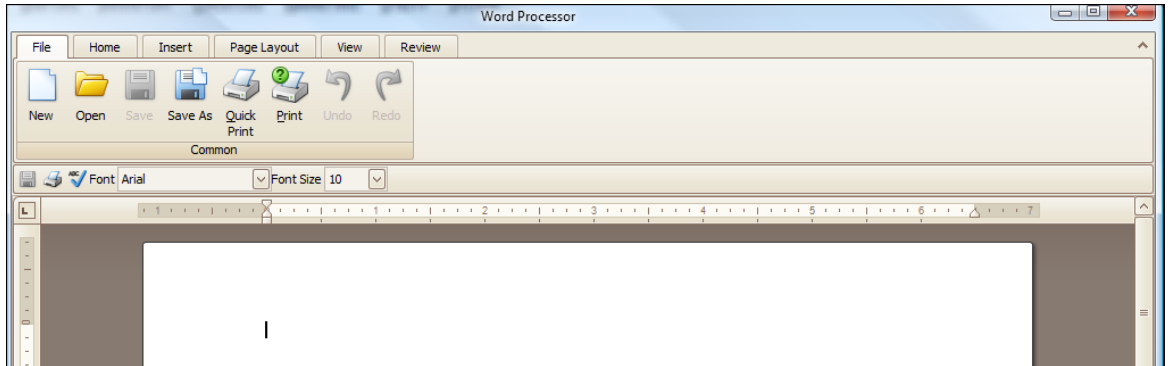 Word Processor
File Home Insert Page Layout View Review
New Open Save Save As Quick Print Print Undo Redo
Common
ABC Font Arial Font Size 10
L 1 1 2 3 4 5 6 7